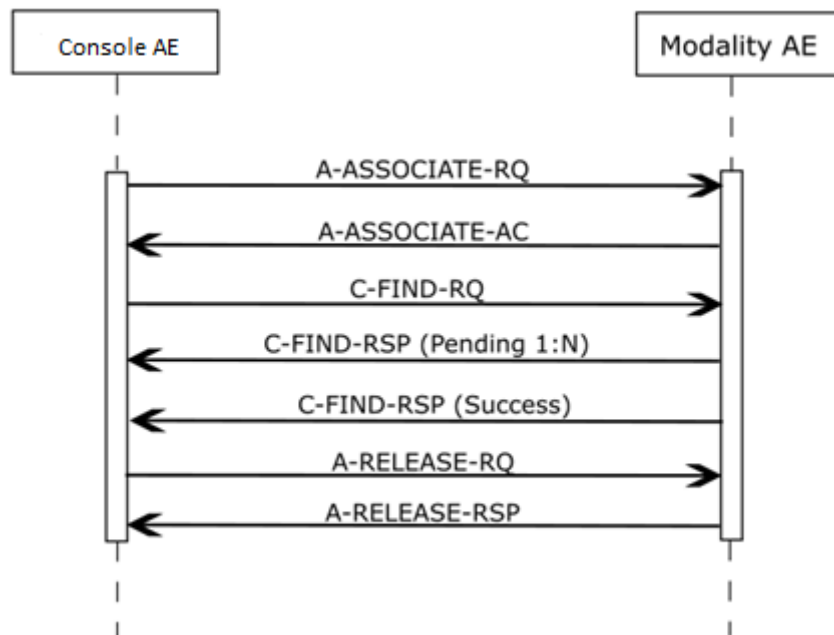 Console AE
Modality AE
A-ASSOCIATE-RQ
A-ASSOCIATE-AC
C-FIND-RQ
C-FIND-RSP (Pending 1:N)
C-FIND-RSP (Success)
A-RELEASE-RQ
A-RELEASE-RSP